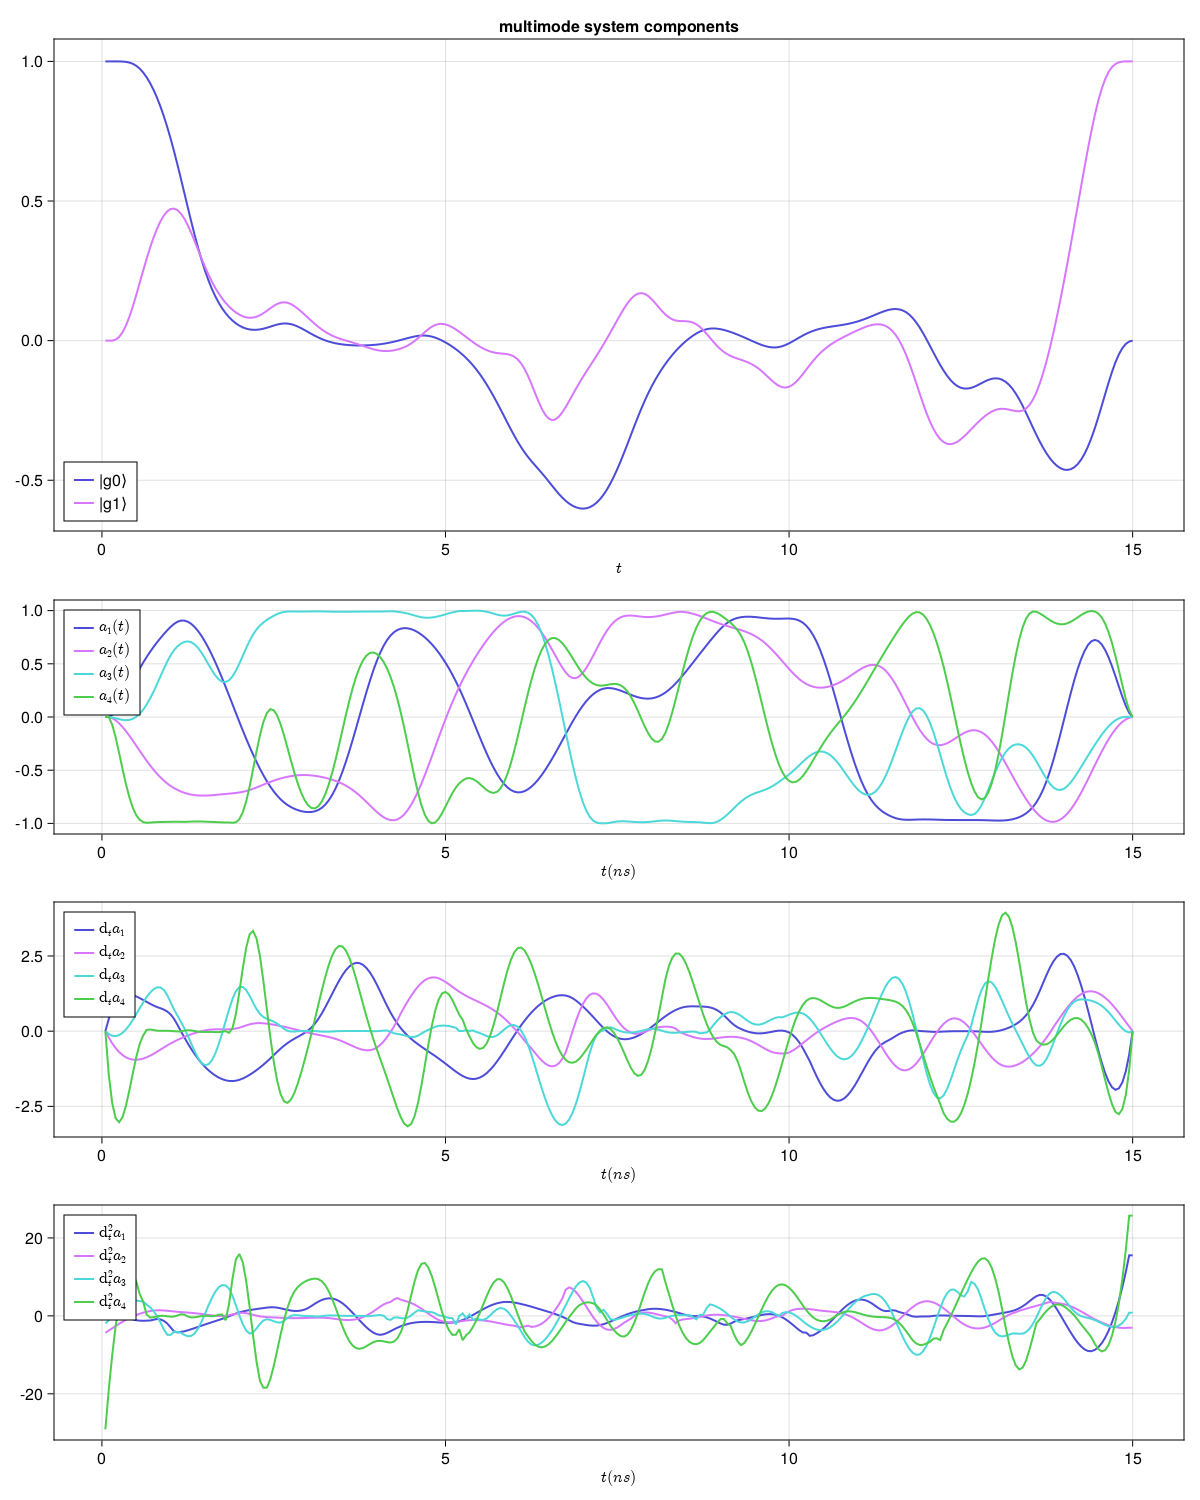 multimode system components
1.0
0.5
0.0
-0.5
|g0⟩
|g1⟩
0 5 10 15
t
1.0
0.5
0.0
-0.5
-1.0
a₁(t)
a₂(t)
a₃(t)
a₄(t)
0 5 10 15
t(ns)
2.5
0.0
-2.5
dₜa₁
dₜa₂
dₜa₃
dₜa₄
0 5 10 15
t(ns)
20
0
-20
d²ₜa₁
d²ₜa₂
d²ₜa₃
d²ₜa₄
0 5 10 15
t(ns)